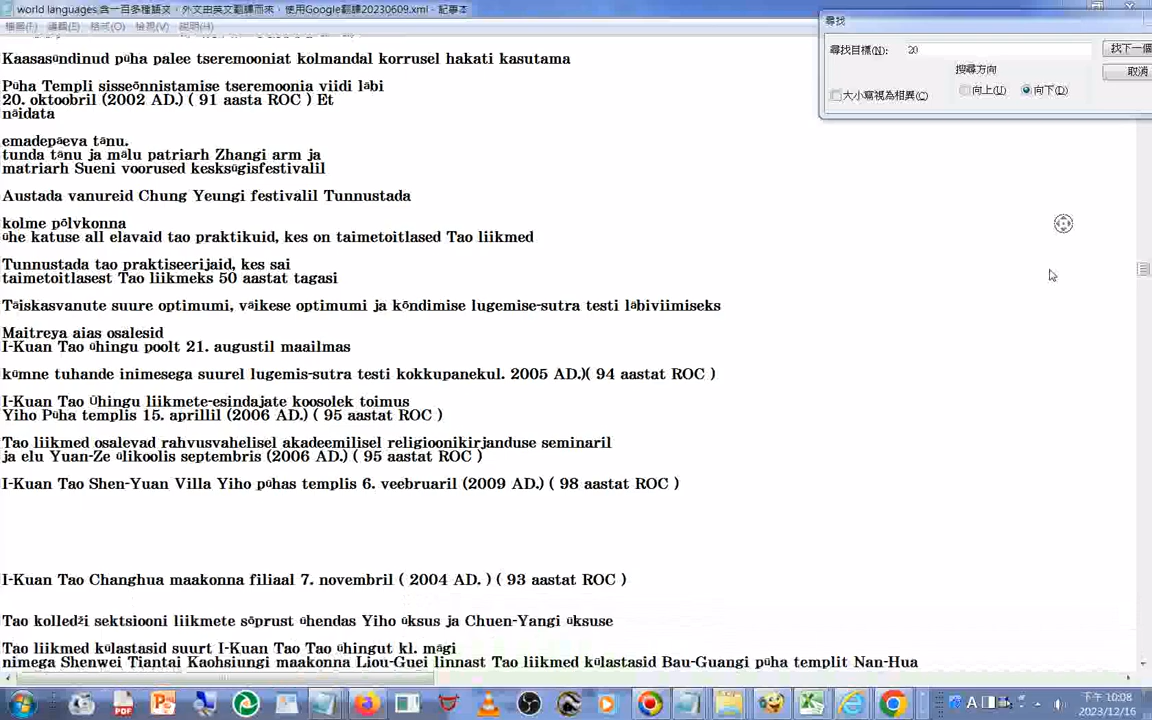 world languages 含一百多種語文，外文由英文翻譯而來，使用Google翻譯20230609.xml - 記事本
檔案(F) 編輯(E) 格式(O) 檢視(V) 說明(H)
尋找
尋找目標(N): 20
找下一個
搜尋方向
取消
大小寫視為相異(C)
向上(U) 向下(D)
Kaasasündinud püha palee tseremooniat kolmandal korrusel hakati kasutama
Püha Templi sisseõnnistamise tseremoonia viidi läbi
20. oktoobril (2002 AD.) ( 91 aasta ROC ) Et
näidata
emadepäeva tänu.
tunda tänu ja mälu patriarh Zhangi arm ja
matriarh Sueni voorused kesksügisfestivalil
Austada vanureid Chung Yeungi festivalil Tunnustada
kolme põlvkonna
ühe katuse all elavaid tao praktikuid, kes on taimetoitlased Tao liikmed
Tunnustada tao praktiseerijaid, kes sai
taimetoitlasest Tao liikmeks 50 aastat tagasi
Täiskasvanute suure optimumi, väikese optimumi ja kõndimise lugemise-sutra testi läbiviimiseks
Maitreya aias osalesid
I-Kuan Tao ühingu poolt 21. augustil maailmas
kümne tuhande inimesega suurel lugemis-sutra testi kokkupanekul. 2005 AD.)( 94 aastat ROC )
I-Kuan Tao Ühingu liikmete-esindajate koosolek toimus
Yiho Püha templis 15. aprillil (2006 AD.) ( 95 aastat ROC )
Tao liikmed osalevad rahvusvahelisel akadeemilisel religioonikirjanduse seminaril
ja elu Yuan-Ze ülikoolis septembris (2006 AD.) ( 95 aastat ROC )
I-Kuan Tao Shen-Yuan Villa Yiho pühas templis 6. veebruaril (2009 AD.) ( 98 aastat ROC )
I-Kuan Tao Changhua maakonna filiaal 7. novembril ( 2004 AD. ) ( 93 aastat ROC )
Tao kolledži sektsiooni liikmete sõprust ühendas Yiho üksus ja Chuen-Yangi üksuse
Tao liikmed külastasid suurt I-Kuan Tao Tao ühingut kl. mägi
nimega Shenwei Tiantai Kaohsiungi maakonna Liou-Guei linnast Tao liikmed külastasid Bau-Guangi püha templit Nan-Hua
下午 10:08
2023/12/16